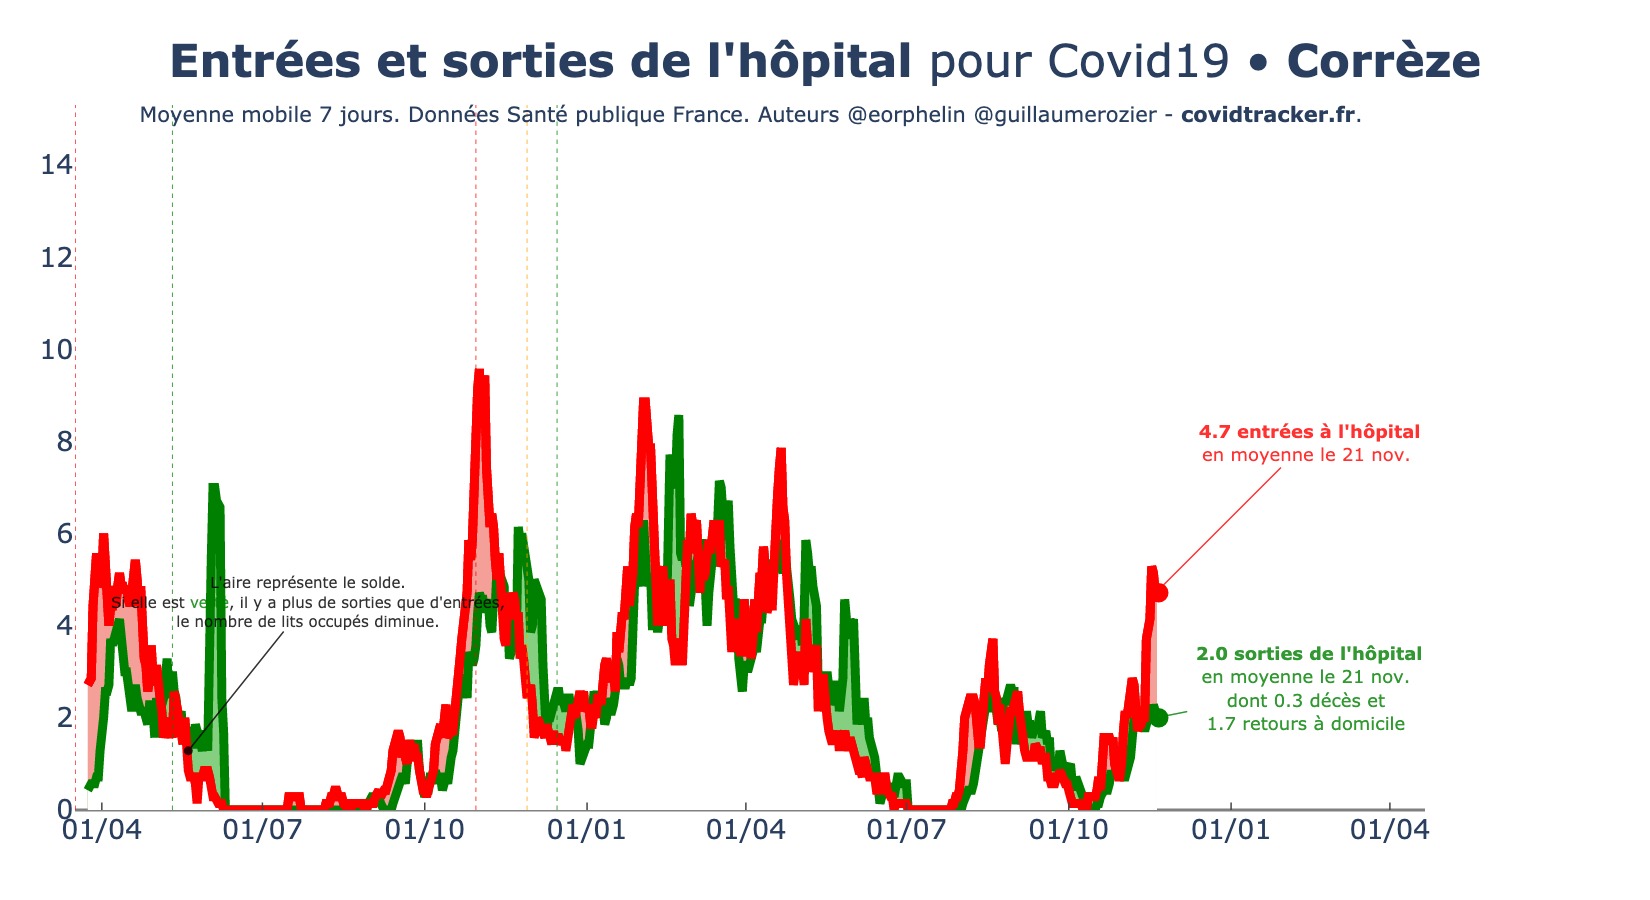 Entrées et sorties de l'hôpital pour Covid19 • Corrèze
Moyenne mobile 7 jours. Données Santé publique France. Auteurs @eorphelin @guillaumerozier - covidtracker.fr.
14
12
10
8
6
4
2
0
4.7 entrées à l'hôpital
en moyenne le 21 nov.
L'aire représente le solde.
Si elle est verte, il y a plus de sorties que d'entrées,
le nombre de lits occupés diminue.
2.0 sorties de l'hôpital
en moyenne le 21 nov.
dont 0.3 décès et
1.7 retours à domicile
01/04 01/07 01/10 01/01 01/04 01/07 01/10 01/01 01/04